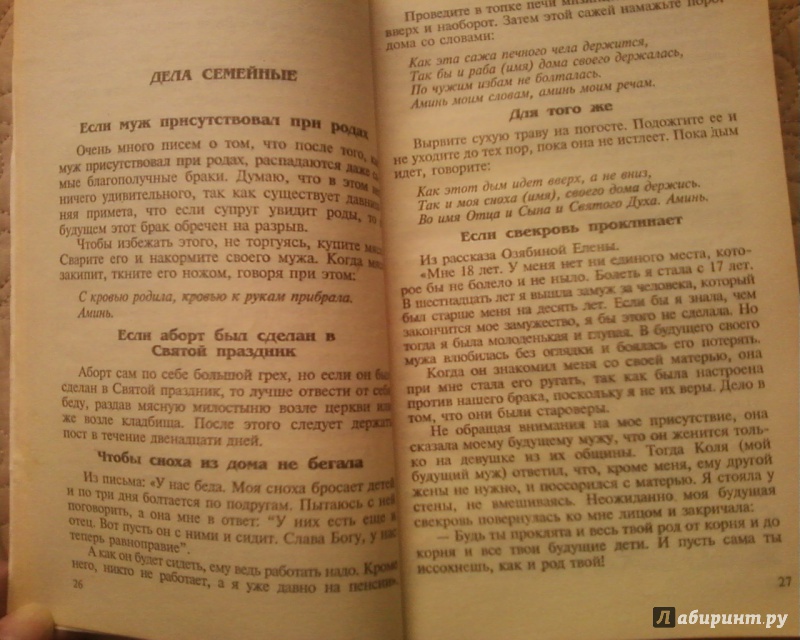 ДЕЛА СЕМЕЙНЫЕ
Если муж присутствовал при родах
Очень много писем о том, что после того,
муж присутствовал при родах, распадаются даже
мые благополучные браки. Думаю, что в этом
ничего удивительного, так как существует
няя примета, что если супруг увидит роды, то
будущем этот брак обречен на разрыв.
Чтобы избежать этого, не торгуясь, купите
Сварите его и накормите своего мужа. Когда
закипит, ткните его ножом, говоря при этом:
С кровью родила, кровью к рукам прибрала.
Аминь.
Если аборт был сделан в
Святой праздник
Аборт сам по себе большой грех, но если он
сделан в Святой праздник, то лучше отвести от себя
беду, раздав мясную милостыню возле церкви или
же возле кладбища. После этого следует держать
пост в течение двенадцати дней.
Чтобы сноха из дома не бегала
Из письма: «У нас беда. Моя сноха бросает детей
и по три дня болтается по подругам. Пытаюсь с ней
поговорить, а она мне в ответ: "У них есть еще и
отец. Вот пусть он с ними и сидит. Слава Богу, у нас
теперь равноправие".
А как он будет сидеть, ему ведь работать надо. Кроме
него, никто не работает, а я уже давно на пенсии».
26
Проведите в топке печи
вверх и наоборот. Затем этой сажей намажьте
дома со словами:
Как эта сажа печного чела держится,
Так бы и раба (имя) дома своего держалась,
По чужим избам не болталась.
Аминь моим словам, аминь моим речам.
Для того же
Вырвите сухую траву на погосте. Подожгите ее и
не уходите до тех пор, пока она не истлеет. Пока дым
идет, говорите:
Как этот дым идет вверх, а не вниз,
Так и моя сноха (имя), своего дома держись.
Во имя Отца и Сына и Святого Духа. Аминь.
Если свекровь проклинает
Из рассказа Озябиной Елены.
«Мне 18 лет. У меня нет ни единого места, кото-
рое бы не болело и не ныло. Болеть я стала с 17 лет.
В шестнадцать лет я вышла замуж за человека, который
был старше меня на десять лет. Если бы я знала, чем
закончится мое замужество, я бы этого не сделала. Но
тогда я была молоденькая и глупая. В будущего своего
мужа влюбилась без оглядки и боялась его потерять.
Когда он знакомил меня со своей матерью, она
при мне стала его ругать, так как была настроена
против нашего брака, поскольку я не их веры. Дело в
том, что они были староверы.
Не обращая внимания на мое присутствие, она
сказала моему будущему мужу, что он женится толь-
ко на девушке из их общины. Тогда Коля (мой
будущий муж) ответил, что, кроме меня, ему другой
жены не нужно, и поссорился с матерью. Я стояла у
стены, не вмешиваясь. Неожиданно моя будущая
свекровь повернулась ко мне лицом и закричала:
— Будь ты проклята и весь твой род от корня и до
корня и все твои будущие дети. И пусть сама ты
иссохнешь, как и род твой!
27
Лабиринт.ру